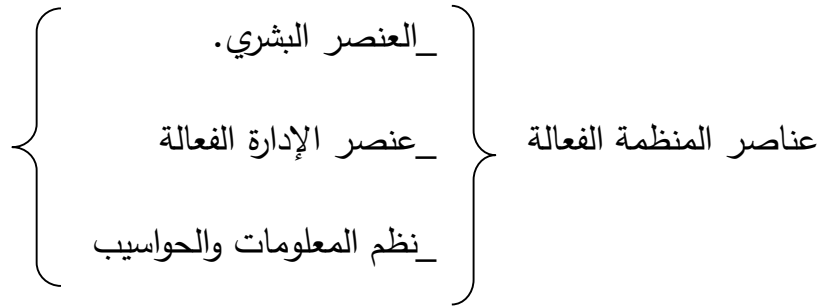 _العنصر البشري.
عناصر المنظمة الفعالة
_عنصر الإدارة الفعالة
_نظم المعلومات والحواسيب